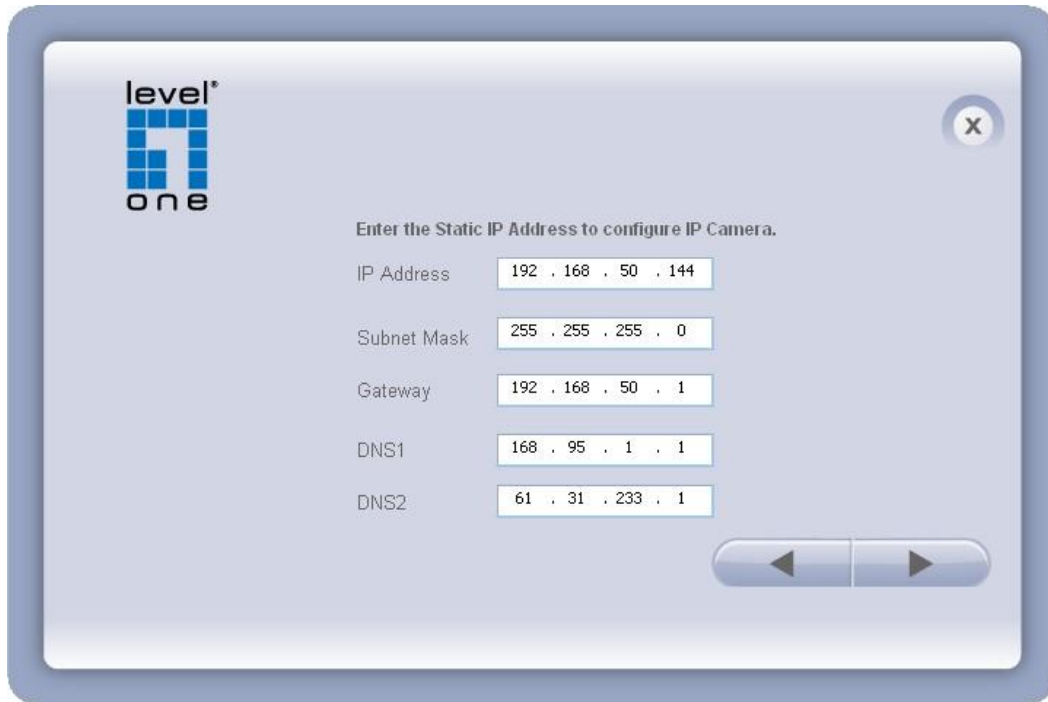 level®
one
X
Enter the Static IP Address to configure IP Camera.
IP Address 192 . 168 . 50 . 144
Subnet Mask 255 . 255 . 255 . 0
Gateway 192 . 168 . 50 . 1
DNS1 168 . 95 . 1 . 1
DNS2 61 . 31 . 233 . 1